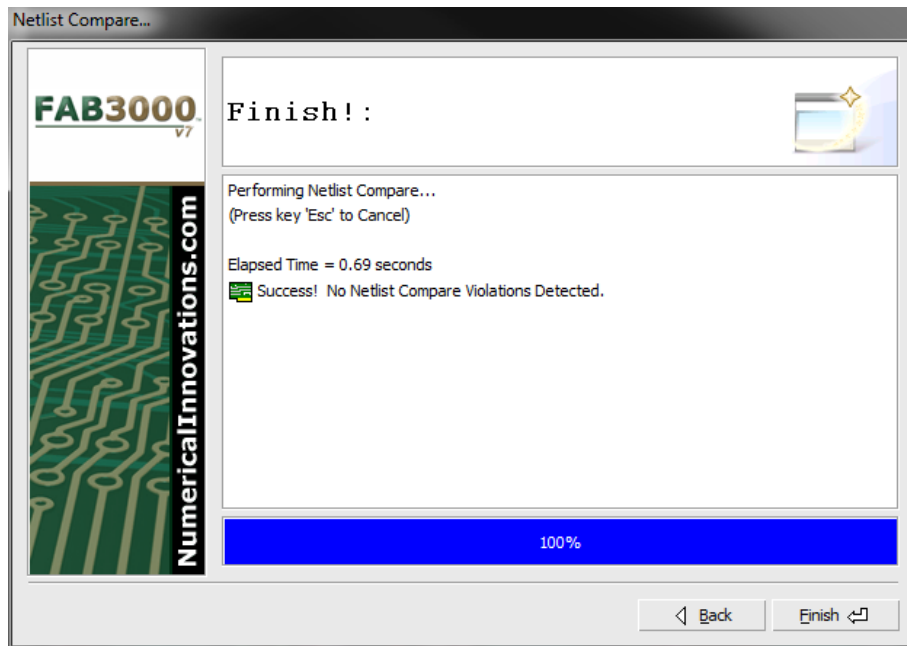 Netlist Compare...
FAB3000
v7
NumericalInnovations.com
Finish!:
Performing Netlist Compare...
(Press key 'Esc' to Cancel)
Elapsed Time = 0.69 seconds
Success! No Netlist Compare Violations Detected.
100%
Back
Finish